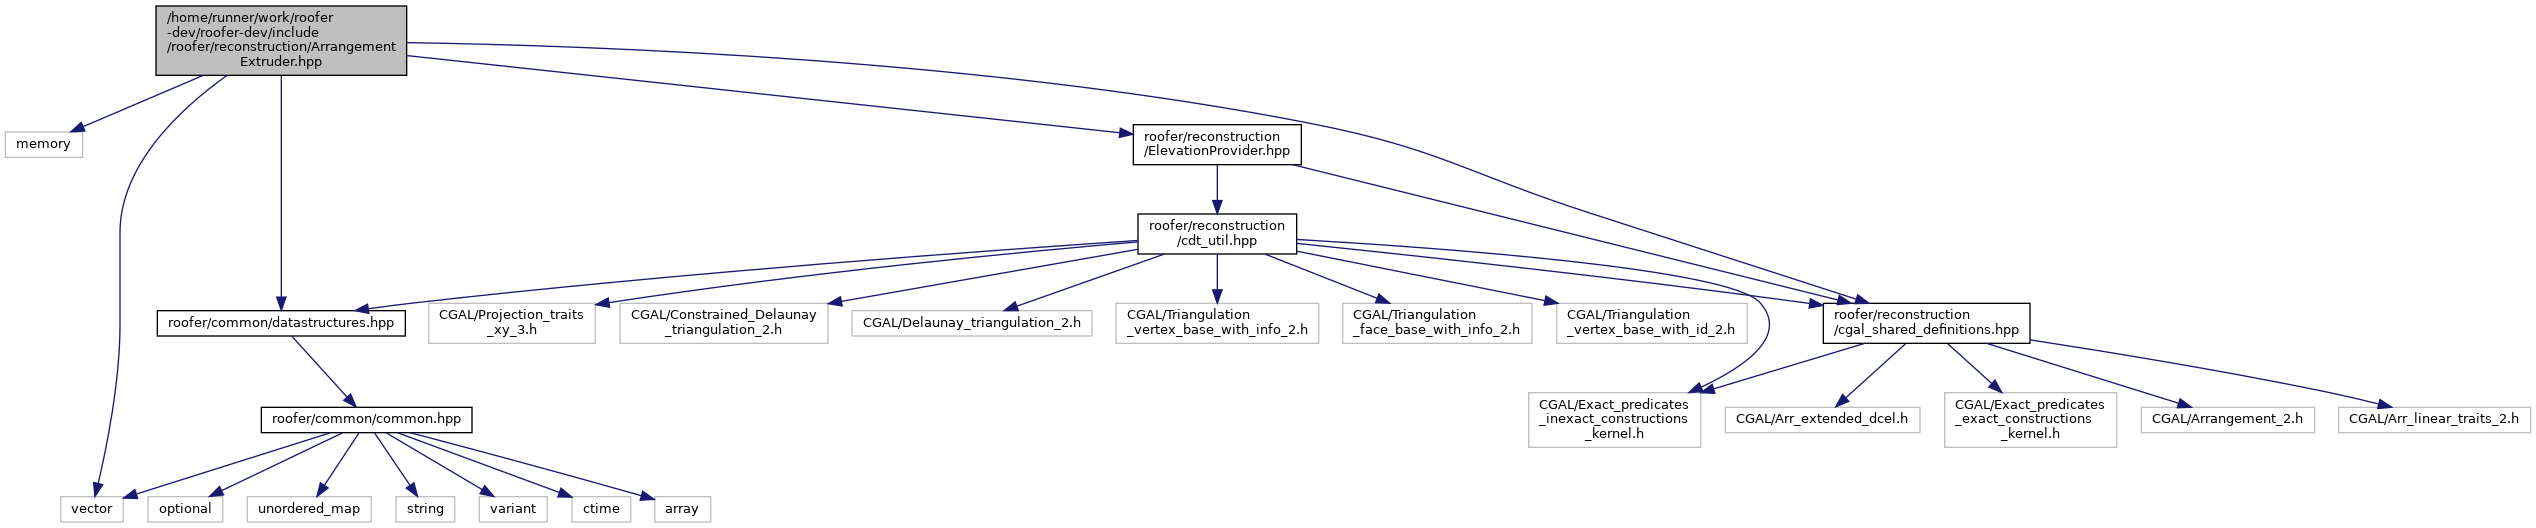 /home/runner/work/roofer
-dev/roofer-dev/include
/roofer/reconstruction/Arrangement
Extruder.hpp
memory
roofer/reconstruction
/ElevationProvider.hpp
roofer/reconstruction
/cdt_util.hpp
roofer/common/datastructures.hpp
CGAL/Projection_traits
_xy_3.h
CGAL/Constrained_Delaunay
_triangulation_2.h
CGAL/Delaunay_triangulation_2.h
CGAL/Triangulation
_vertex_base_with_info_2.h
CGAL/Triangulation
_face_base_with_info_2.h
CGAL/Triangulation
_vertex_base_with_id_2.h
roofer/reconstruction
/cgal_shared_definitions.hpp
roofer/common/common.hpp
CGAL/Exact_predicates
_inexact_constructions
_kernel.h
CGAL/Arr_extended_dcel.h
CGAL/Exact_predicates
_exact_constructions
_kernel.h
CGAL/Arrangement_2.h
CGAL/Arr_linear_traits_2.h
vector
optional
unordered_map
string
variant
ctime
array